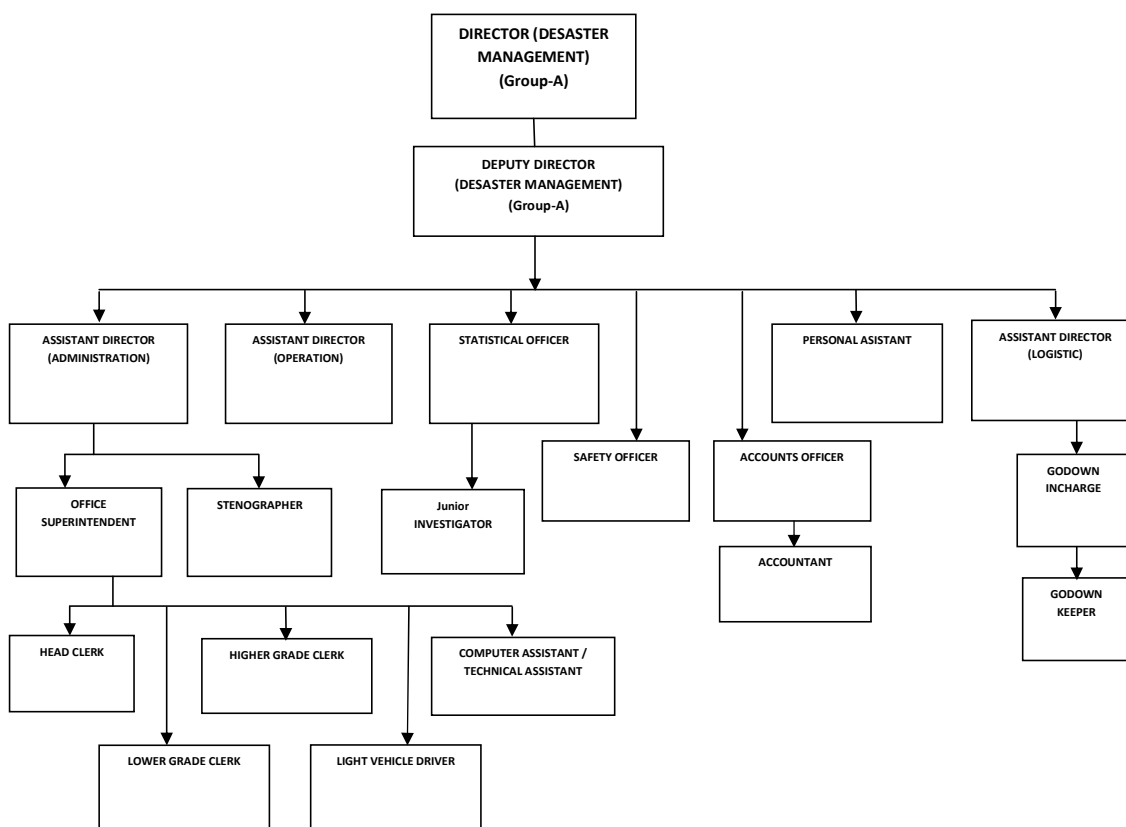 DIRECTOR (DESASTER
MANAGEMENT)
(Group-A)
DEPUTY DIRECTOR
(DESASTER MANAGEMENT)
(Group-A)
ASSISTANT DIRECTOR
(ADMINISTRATION)
ASSISTANT DIRECTOR
(OPERATION)
STATISTICAL OFFICER
PERSONAL ASISTANT
ASSISTANT DIRECTOR
(LOGISTIC)
SAFETY OFFICER
ACCOUNTS OFFICER
GODOWN
INCHARGE
OFFICE
SUPERINTENDENT
STENOGRAPHER
Junior
INVESTIGATOR
ACCOUNTANT
GODOWN
KEEPER
HEAD CLERK
HIGHER GRADE CLERK
COMPUTER ASSISTANT /
TECHNICAL ASSISTANT
LOWER GRADE CLERK
LIGHT VEHICLE DRIVER